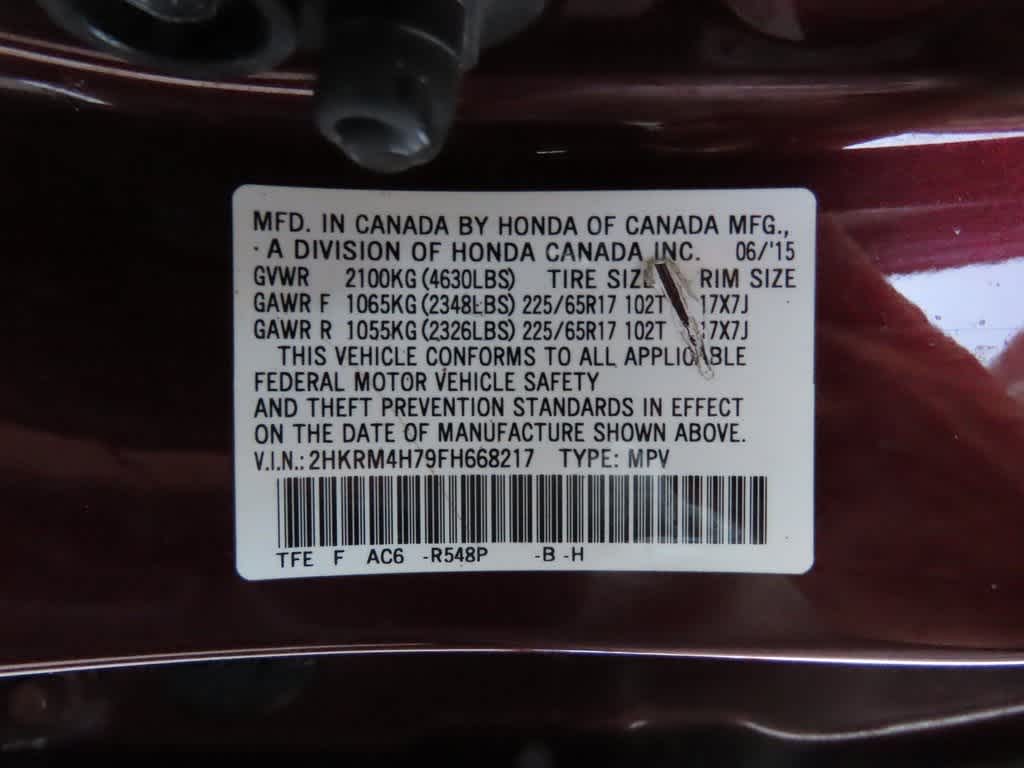 MFD. IN CANADA BY HONDA OF CANADA MFG.,
A DIVISION OF HONDA CANADA INC. 06/'15
GVWR 2100KG (4630LBS) TIRE SIZE RIM SIZE
GAWR F 1065KG (2348LBS) 225/65R17 102T 17X7J
GAWR R 1055KG (2326LBS) 225/65R17 102T 17X7J
THIS VEHICLE CONFORMS TO ALL APPLICABLE
FEDERAL MOTOR VEHICLE SAFETY
AND THEFT PREVENTION STANDARDS IN EFFECT
ON THE DATE OF MANUFACTURE SHOWN ABOVE.
V.I.N.: 2HKRM4H79FH668217 TYPE: MPV
TFE F AC6 -R548P -B -H